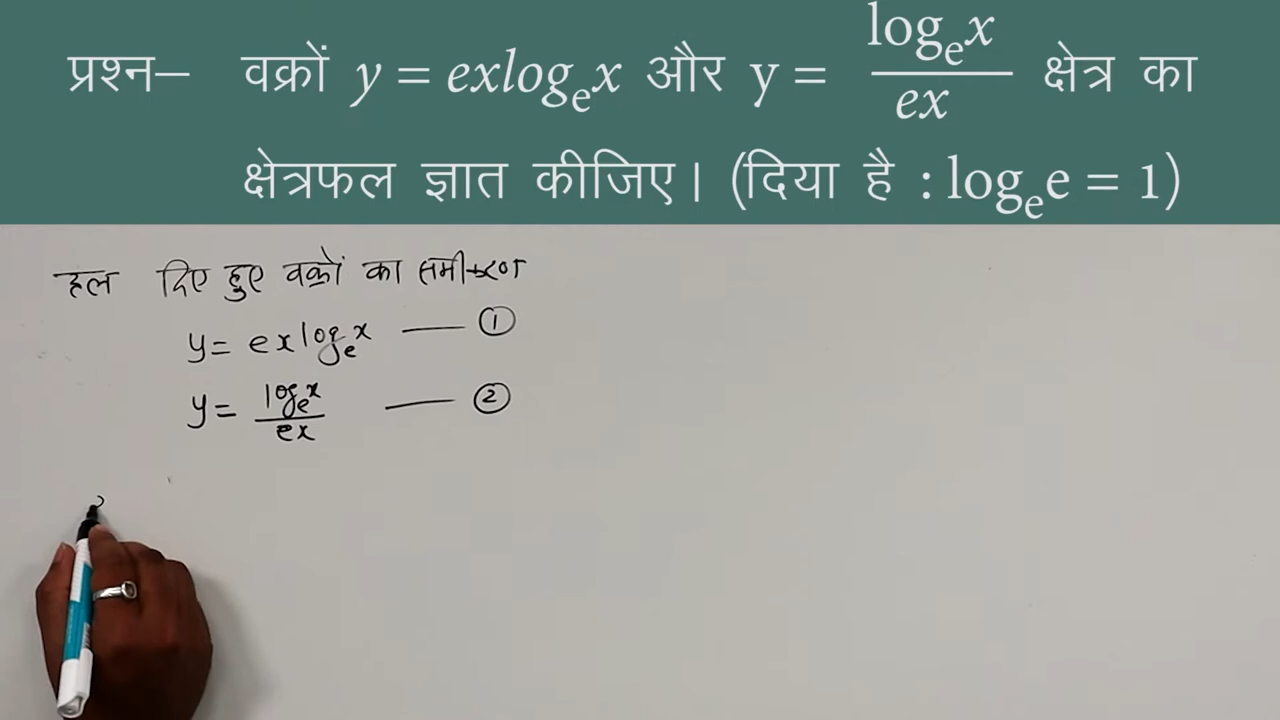 प्रश्न– वक्रों y = exlogₑx और y = logₑx/ex क्षेत्र का
क्षेत्रफल ज्ञात कीजिए। (दिया है : logₑe = 1)
हल दिए हुए वक्रों का समीकरण
y = ex logₑx —— ①
y = logₑx/ex —— ②